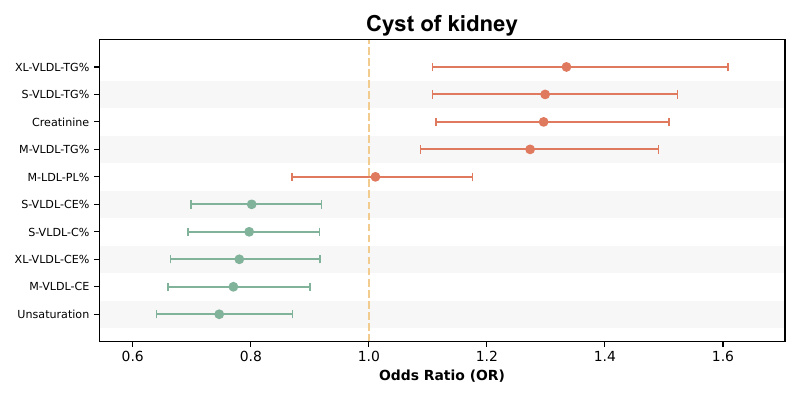 Cyst of kidney
XL-VLDL-TG%
S-VLDL-TG%
Creatinine
M-VLDL-TG%
M-LDL-PL%
S-VLDL-CE%
S-VLDL-C%
XL-VLDL-CE%
M-VLDL-CE
Unsaturation
0.6 0.8 1.0 1.2 1.4 1.6
Odds Ratio (OR)